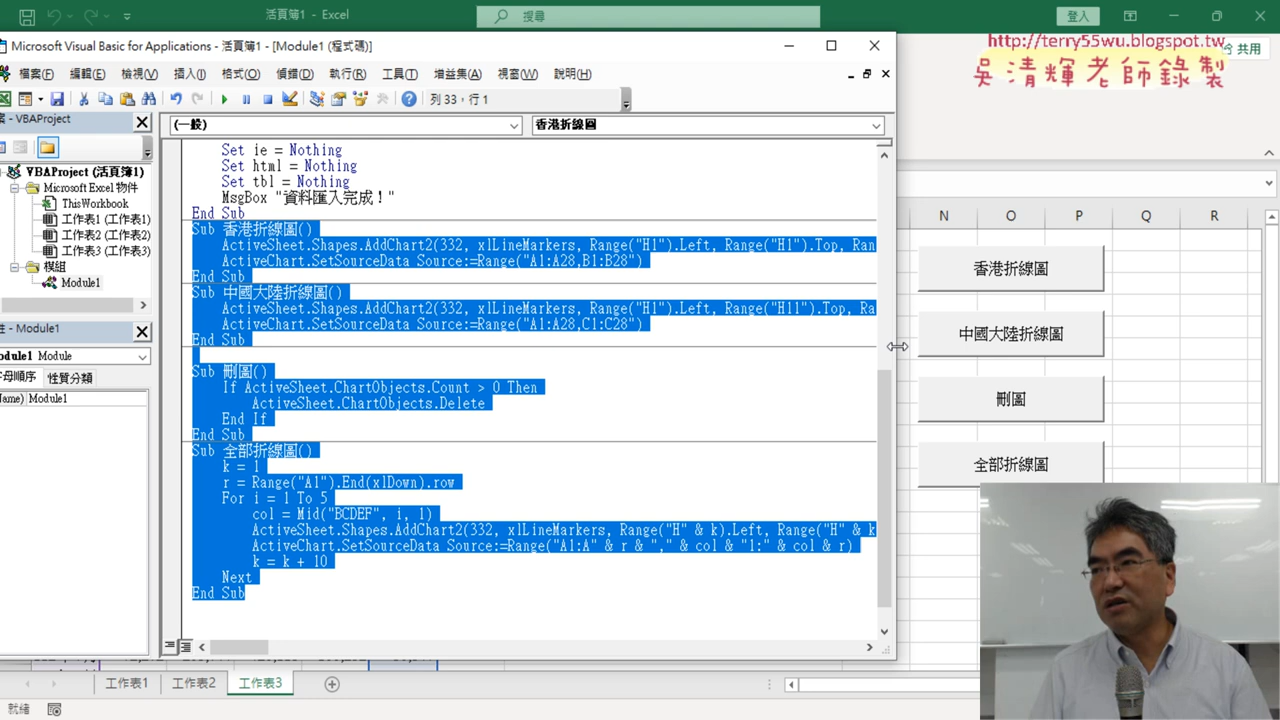 活頁簿1 - Excel
搜尋
登入
Microsoft Visual Basic for Applications - 活頁簿1 - [Module1 (程式碼)]
http://terry55wu.blogspot.tw
共用
吳清輝老師錄製
檔案(F) 編輯(E) 檢視(V) 插入(I) 格式(O) 偵錯(D) 執行(R) 工具(T) 增益集(A) 視窗(W) 說明(H)
列 33，行 1
- VBAProject
(一般)
香港折線圖
VBAProject (活頁簿1)
Microsoft Excel 物件
ThisWorkbook
工作表1 (工作表1)
工作表2 (工作表2)
工作表3 (工作表3)
模組
Module1
- Module1
Module1 Module
字母順序 性質分類
(Name) Module1
Set ie = Nothing
Set html = Nothing
Set tbl = Nothing
MsgBox "資料匯入完成！"
End Sub
Sub 香港折線圖()
ActiveSheet.Shapes.AddChart2(332, xlLineMarkers, Range("H1").Left, Range("H1").Top, Ran
ActiveChart.SetSourceData Source:=Range("A1:A28,B1:B28")
End Sub
Sub 中國大陸折線圖()
ActiveSheet.Shapes.AddChart2(332, xlLineMarkers, Range("H1").Left, Range("H11").Top, Ra
ActiveChart.SetSourceData Source:=Range("A1:A28,C1:C28")
End Sub
Sub 刪圖()
If ActiveSheet.ChartObjects.Count > 0 Then
ActiveSheet.ChartObjects.Delete
End If
End Sub
Sub 全部折線圖()
k = 1
r = Range("A1").End(xlDown).row
For i = 1 To 5
col = Mid("BCDEF", i, 1)
ActiveSheet.Shapes.AddChart2(332, xlLineMarkers, Range("H" & k).Left, Range("H" & k
ActiveChart.SetSourceData Source:=Range("A1:A" & r & "," & col & "1:" & col & r)
k = k + 10
Next
End Sub
N O P Q R
香港折線圖
中國大陸折線圖
刪圖
全部折線圖
工作表1 工作表2 工作表3
就緒